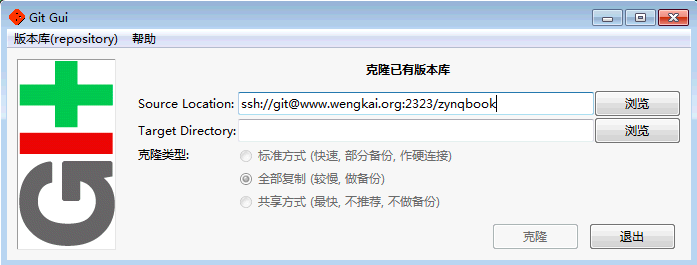 Git Gui
版本库(repository) 帮助
克隆已有版本库
Source Location: ssh://git@www.wengkai.org:2323/zynqbook 浏览
Target Directory: 浏览
克隆类型: 标准方式 (快速, 部分备份, 作硬连接)
全部复制 (较慢, 做备份)
共享方式 (最快, 不推荐, 不做备份)
克隆 退出
Git